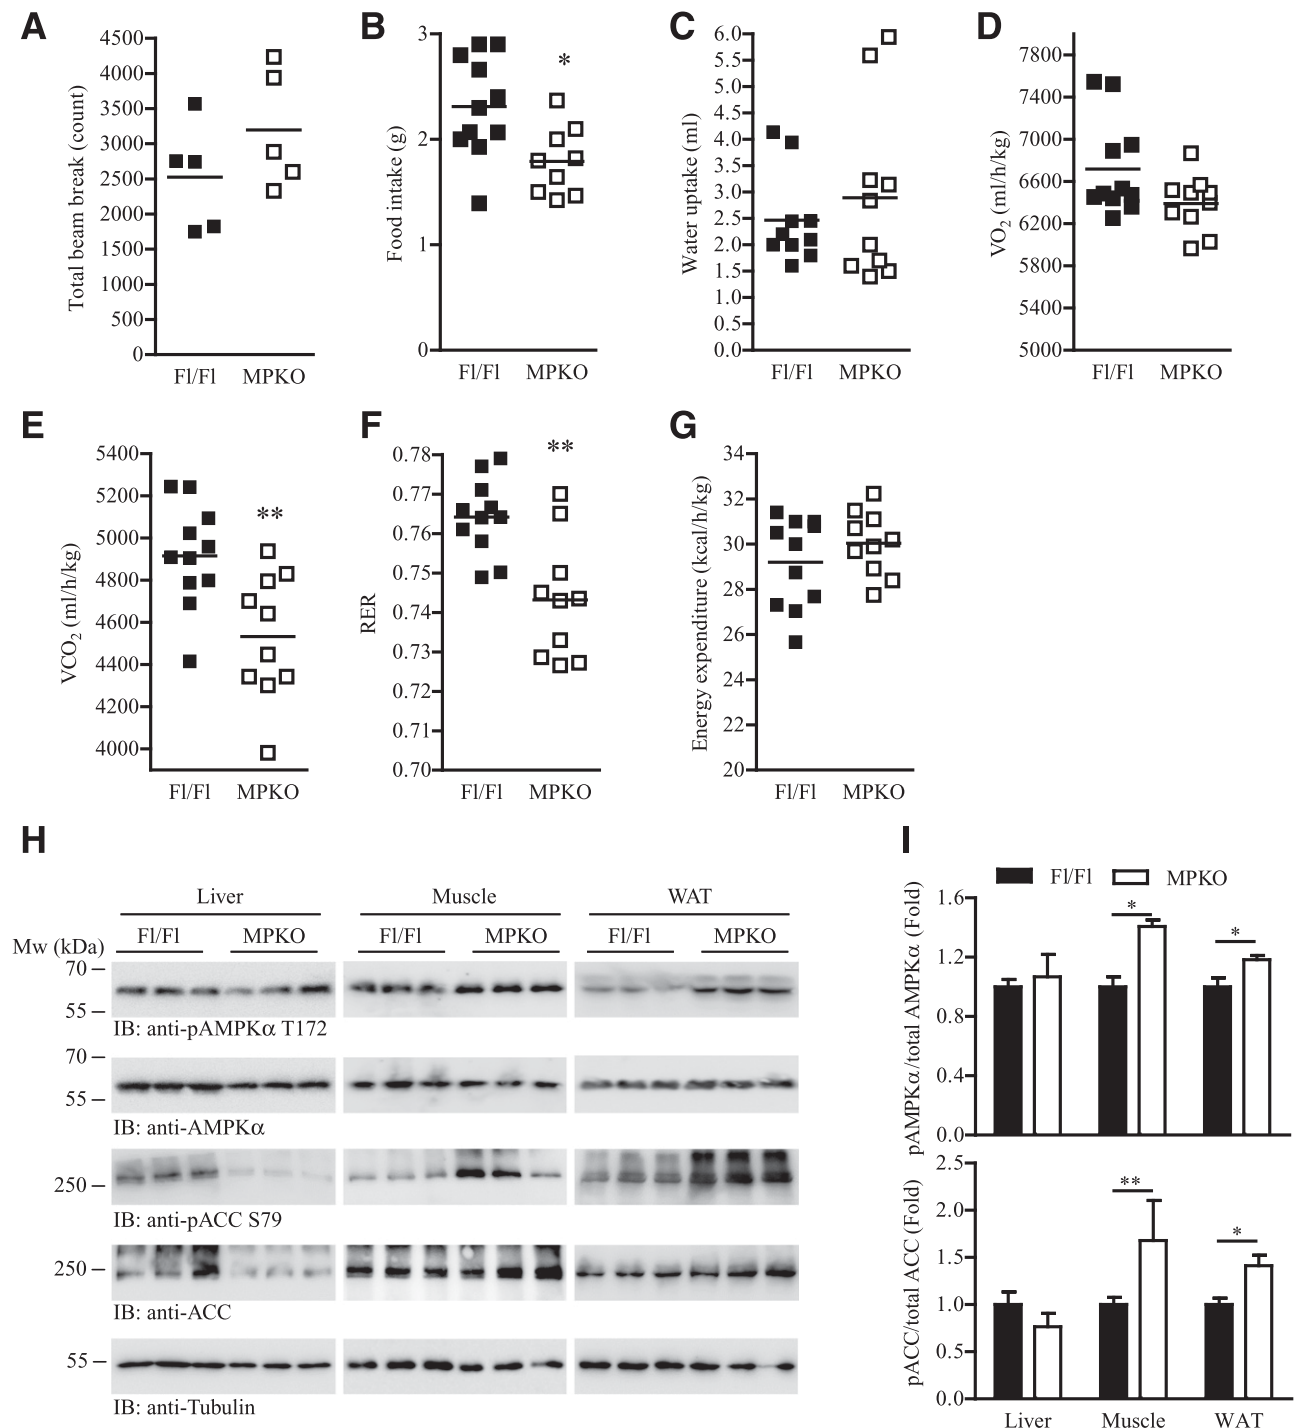 A
Total beam break (count)
4500
4000
3500
3000
2500
2000
1500
1000
500
0
Fl/Fl MPKO
B
Food intake (g)
3
2
1
0
*
Fl/Fl MPKO
C
Water uptake (ml)
6.0
5.5
5.0
4.5
4.0
3.5
3.0
2.5
2.0
1.5
1.0
0.5
0.0
Fl/Fl MPKO
D
VO2 (ml/h/kg)
7800
7400
7000
6600
6200
5800
5400
5000
Fl/Fl MPKO
E
VCO2 (ml/h/kg)
5400
5200
5000
4800
4600
4400
4200
4000
**
Fl/Fl MPKO
F
RER
0.78
0.77
0.76
0.75
0.74
0.73
0.72
0.71
0.70
**
Fl/Fl MPKO
G
Energy expenditure (kcal/h/kg)
34
32
30
28
26
24
22
20
Fl/Fl MPKO
H
Liver Muscle WAT
Fl/Fl MPKO Fl/Fl MPKO Fl/Fl MPKO
Mw (kDa)
70
55
IB: anti-pAMPKα T172
70
55
IB: anti-AMPKα
250
IB: anti-pACC S79
250
IB: anti-ACC
55
IB: anti-Tubulin
I
Fl/Fl MPKO
pAMPKα/total AMPKα (Fold)
1.6
1.2
0.8
0.4
0.0
* *
pACC/total ACC (Fold)
2.5
2.0
1.5
1.0
0.5
0.0
** *
Liver Muscle WAT